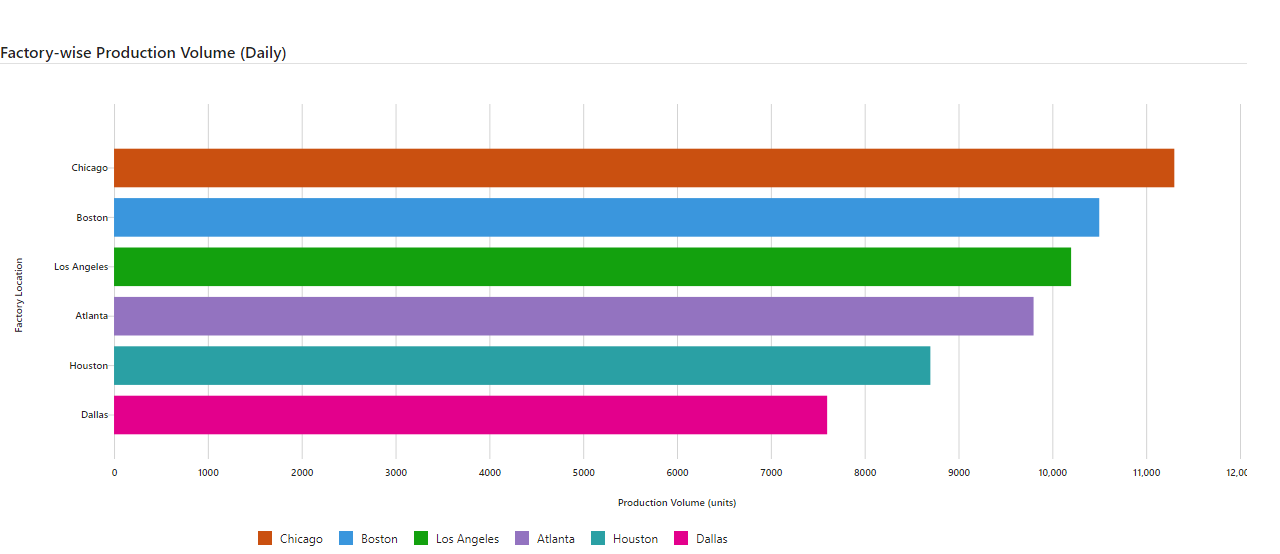 Factory-wise Production Volume (Daily)
Factory Location
Chicago
Boston
Los Angeles
Atlanta
Houston
Dallas
0 1000 2000 3000 4000 5000 6000 7000 8000 9000 10,000 11,000 12,00
Production Volume (units)
Chicago Boston Los Angeles Atlanta Houston Dallas